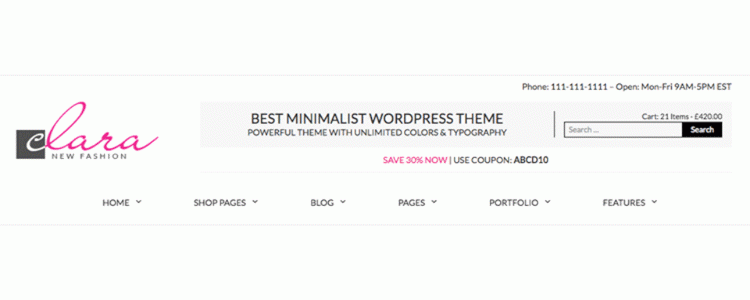 Phone: 111-111-1111 – Open: Mon-Fri 9AM-5PM EST
clara
NEW FASHION
BEST MINIMALIST WORDPRESS THEME
POWERFUL THEME WITH UNLIMITED COLORS & TYPOGRAPHY
Cart: 21 Items - £420.00
Search ... Search
SAVE 30% NOW | USE COUPON: ABCD10
HOME SHOP PAGES BLOG PAGES PORTFOLIO FEATURES